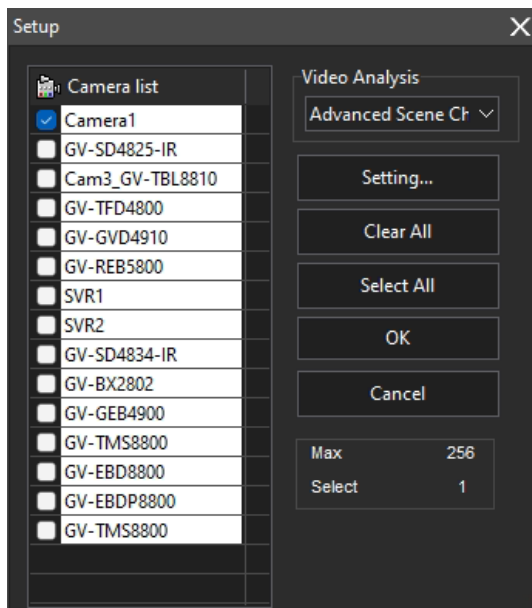 Setup
Camera list
Camera1
GV-SD4825-IR
Cam3_GV-TBL8810
GV-TFD4800
GV-GVD4910
GV-REB5800
SVR1
SVR2
GV-SD4834-IR
GV-BX2802
GV-GEB4900
GV-TMS8800
GV-EBD8800
GV-EBDP8800
GV-TMS8800
Video Analysis
Advanced Scene Ch
Setting...
Clear All
Select All
OK
Cancel
Max 256
Select 1